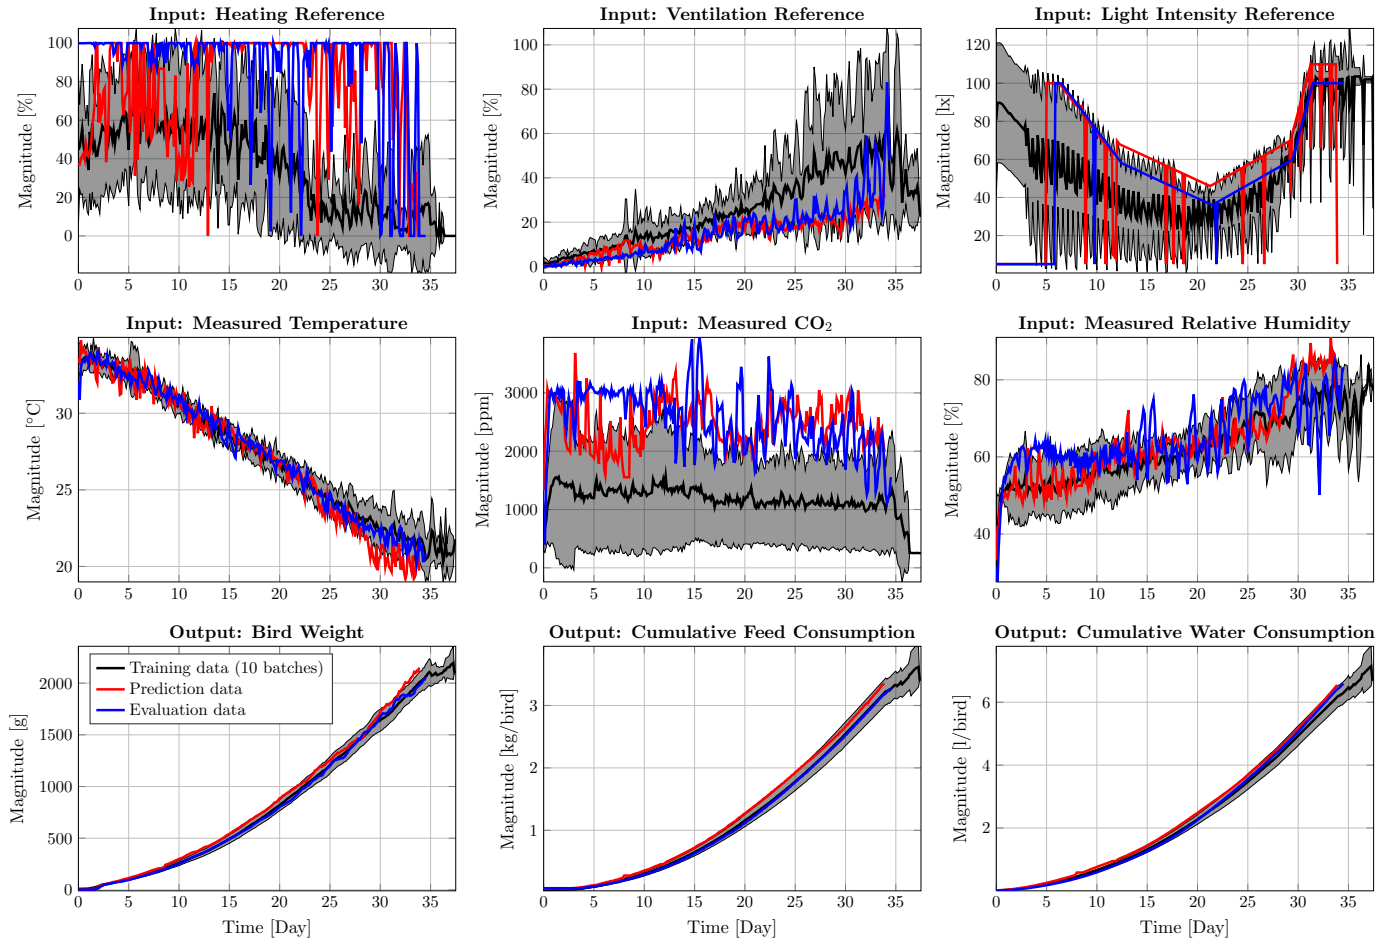 Input: Heating Reference
Input: Ventilation Reference
Input: Light Intensity Reference
Magnitude [%]
0
20
40
60
80
100
0 5 10 15 20 25 30 35
Magnitude [%]
0
20
40
60
80
100
0 5 10 15 20 25 30 35
Magnitude [lx]
20
40
60
80
100
120
0 5 10 15 20 25 30 35
Input: Measured Temperature
Input: Measured CO₂
Input: Measured Relative Humidity
Magnitude [°C]
20
25
30
0 5 10 15 20 25 30 35
Magnitude [ppm]
0
1000
2000
3000
0 5 10 15 20 25 30 35
Magnitude [%]
40
60
80
0 5 10 15 20 25 30 35
Output: Bird Weight
Output: Cumulative Feed Consumption
Output: Cumulative Water Consumption
Training data (10 batches)
Prediction data
Evaluation data
Magnitude [g]
0
500
1000
1500
2000
0 5 10 15 20 25 30 35
Time [Day]
Magnitude [kg/bird]
1
2
3
0 5 10 15 20 25 30 35
Time [Day]
Magnitude [l/bird]
2
4
6
0 5 10 15 20 25 30 35
Time [Day]